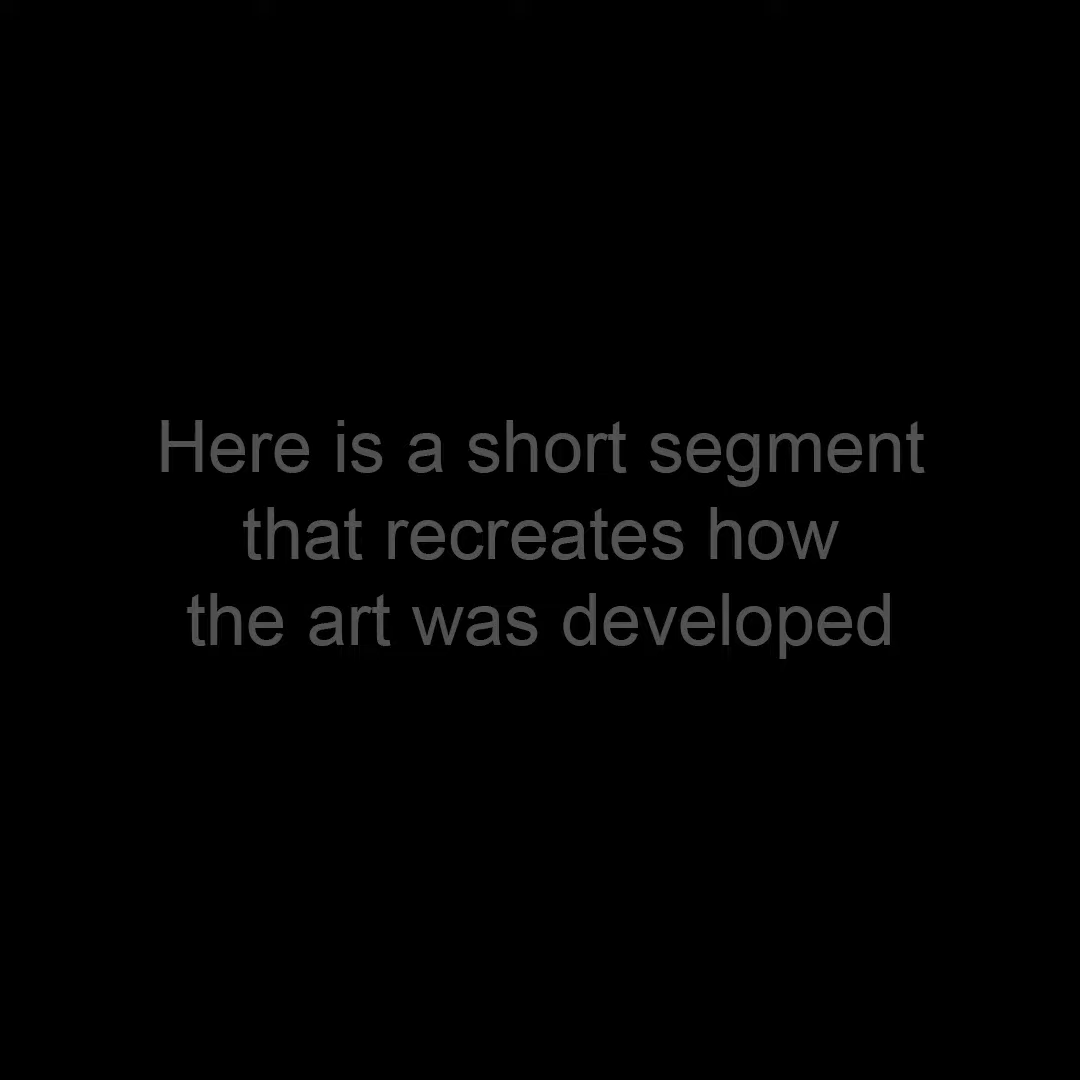 Here is a short segment
that recreates how
the art was developed